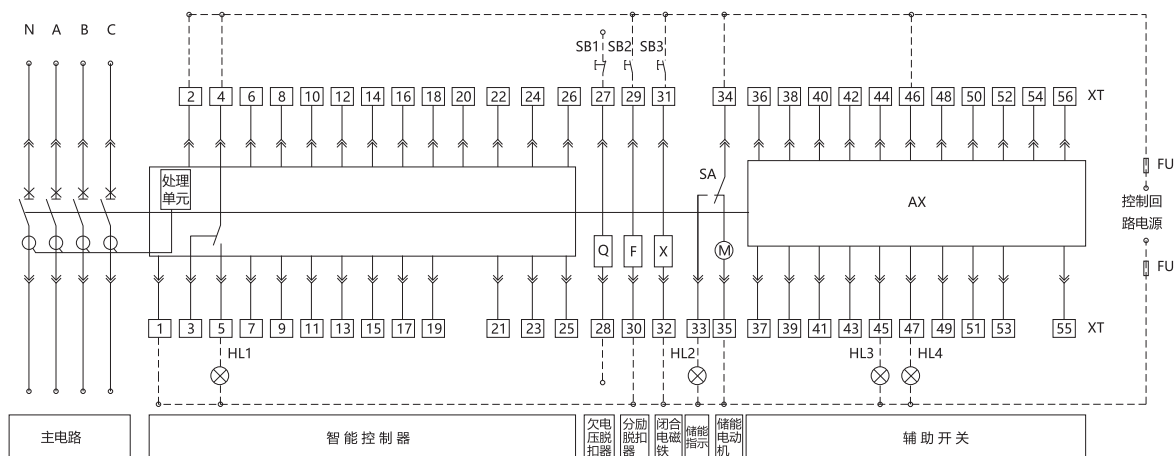 N A B C
SB1 SB2 SB3
2 4 6 8 10 12 14 16 18 20 22 24 26 27 29 31 34 36 38 40 42 44 46 48 50 52 54 56 XT
FU
处理
单元
SA
AX
控制回
路电源
Q F X M
FU
1 3 5 7 9 11 13 15 17 19 21 23 25 28 30 32 33 35 37 39 41 43 45 47 49 51 53 55 XT
HL1 HL2 HL3 HL4
主电路
智能控制器
欠电
压脱
扣器
分励
脱扣
器
闭合
电磁
铁
储能
指示
储能
电动
机
辅助开关